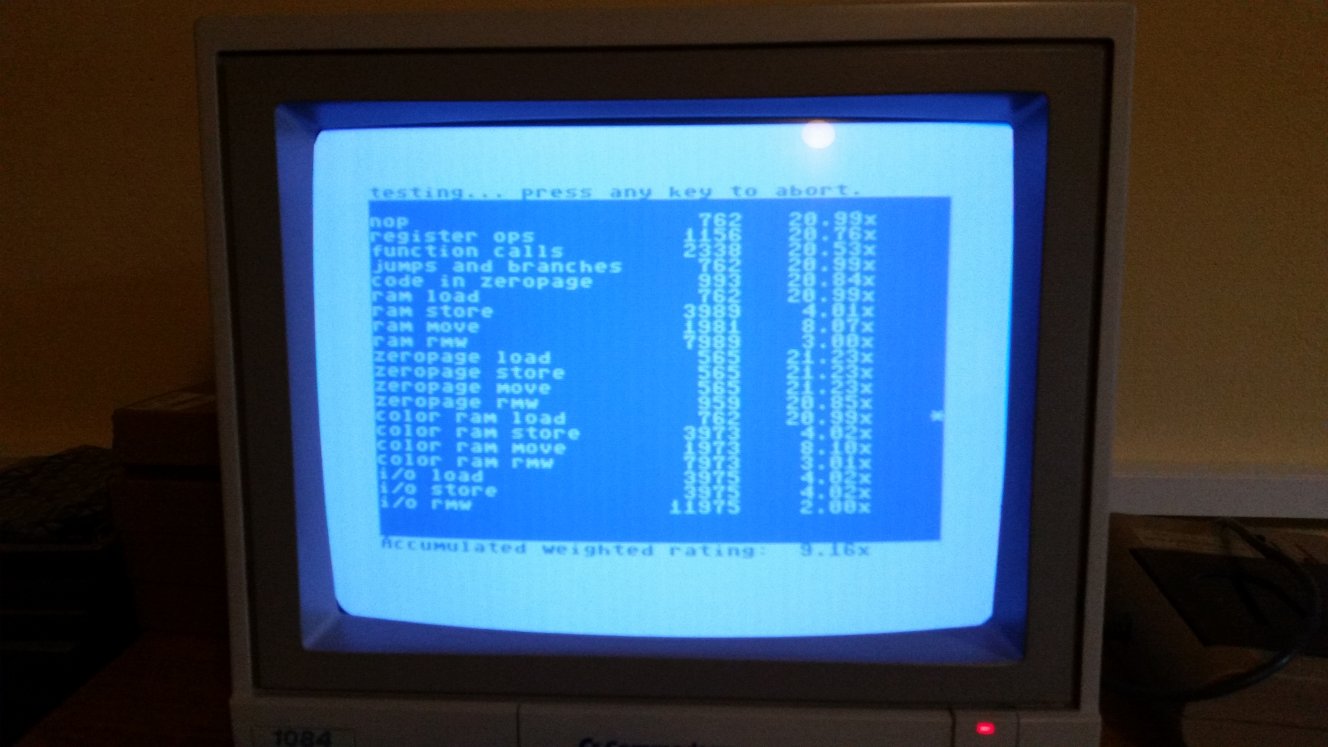 testing... press any key to abort.
nop 762 20.99x
register ops 1156 20.76x
function calls 2338 20.53x
jumps and branches 762 20.99x
code in zeropage 993 20.84x
ram load 762 20.99x
ram store 3989 4.01x
ram move 1981 8.07x
ram rmw 7989 3.00x
zeropage load 565 21.23x
zeropage store 565 21.23x
zeropage move 565 21.23x
zeropage rmw 959 20.85x
color ram load 762 20.99x *
color ram store 3973 4.02x
color ram move 1973 8.10x
color ram rmw 7973 3.01x
i/o load 3975 4.02x
i/o store 3975 4.02x
i/o rmw 11975 2.00x
Accumulated weighted rating: 9.16x
1084